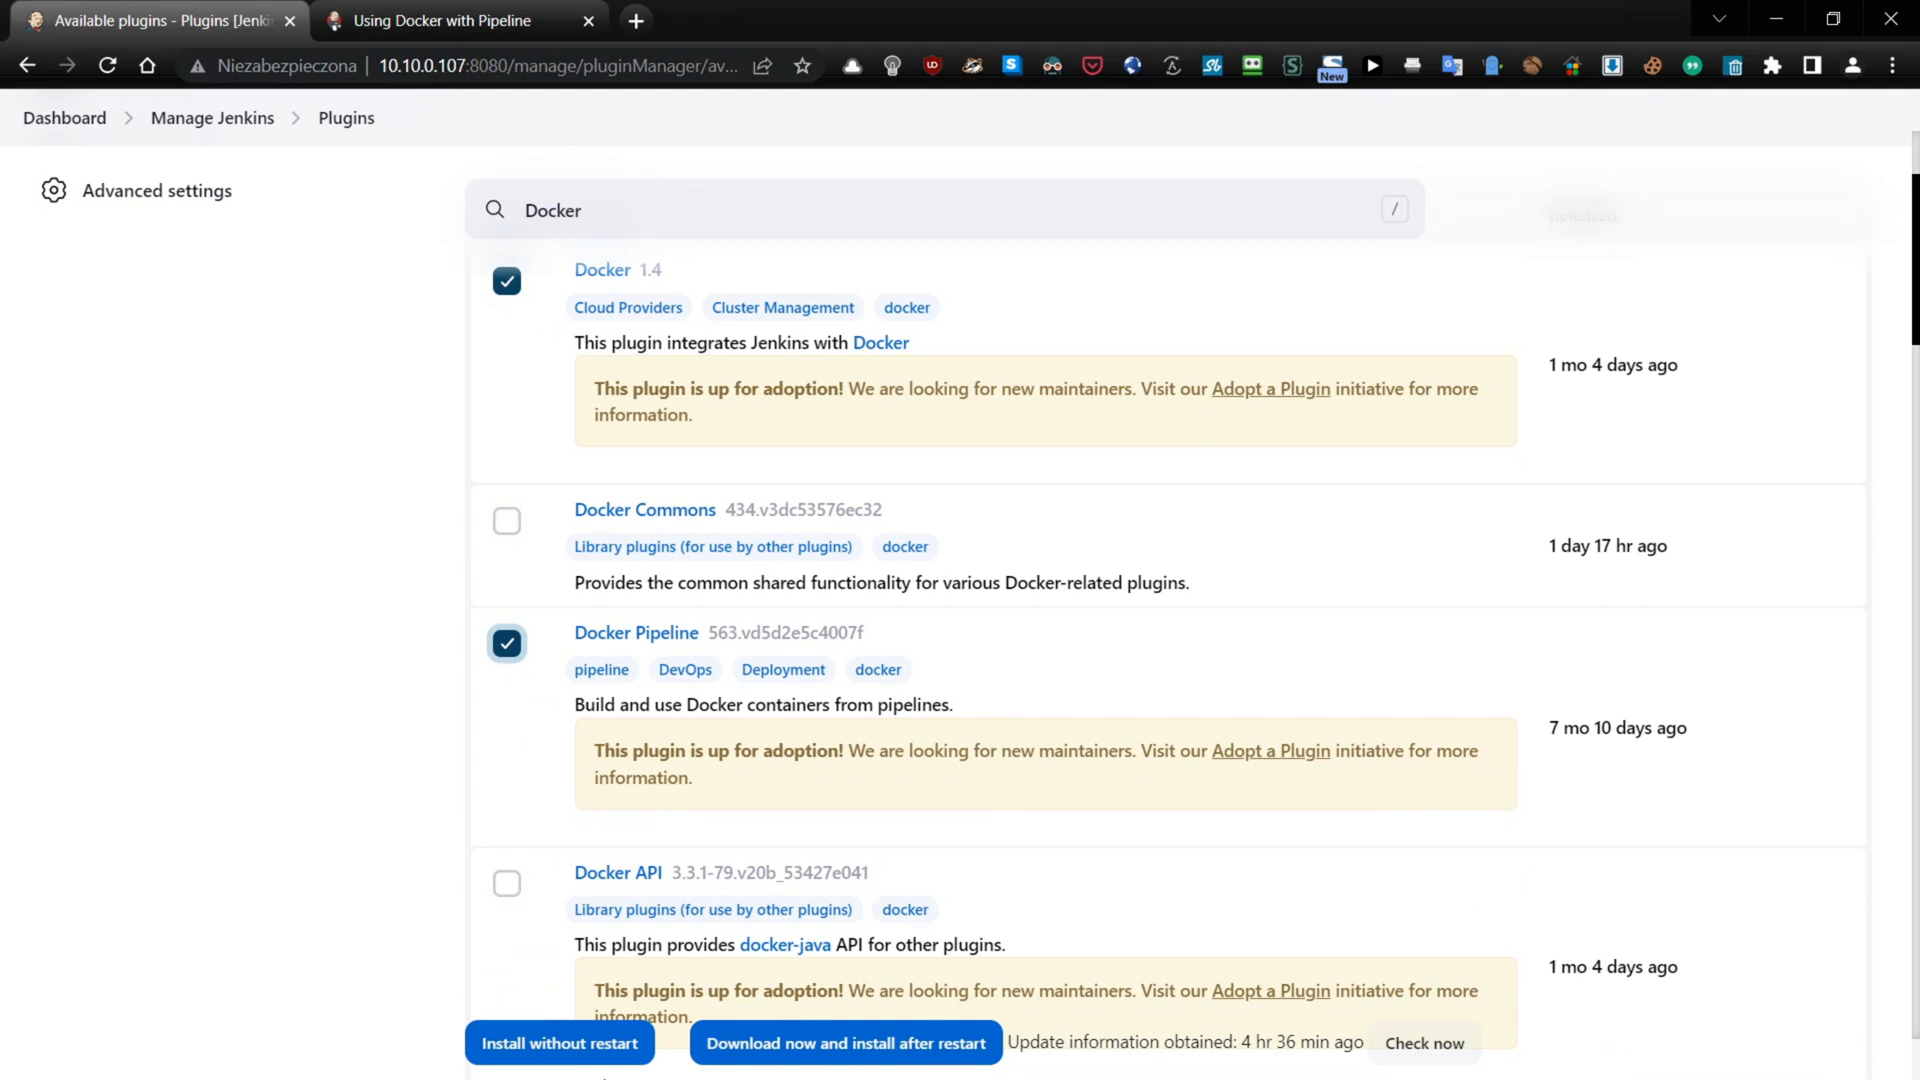 Available plugins - Plugins [Jenki
Using Docker with Pipeline
Niezabezpieczona
10.10.0.107:8080/manage/pluginManager/av...
New
Dashboard
Manage Jenkins
Plugins
Advanced settings
Docker
/
Released
Docker 1.4
Cloud Providers
Cluster Management
docker
This plugin integrates Jenkins with Docker
This plugin is up for adoption! We are looking for new maintainers. Visit our Adopt a Plugin initiative for more
information.
1 mo 4 days ago
Docker Commons 434.v3dc53576ec32
Library plugins (for use by other plugins)
docker
Provides the common shared functionality for various Docker-related plugins.
1 day 17 hr ago
Docker Pipeline 563.vd5d2e5c4007f
pipeline
DevOps
Deployment
docker
Build and use Docker containers from pipelines.
This plugin is up for adoption! We are looking for new maintainers. Visit our Adopt a Plugin initiative for more
information.
7 mo 10 days ago
Docker API 3.3.1-79.v20b_53427e041
Library plugins (for use by other plugins)
docker
This plugin provides docker-java API for other plugins.
This plugin is up for adoption! We are looking for new maintainers. Visit our Adopt a Plugin initiative for more
information.
1 mo 4 days ago
Install without restart
Download now and install after restart
Update information obtained: 4 hr 36 min ago
Check now